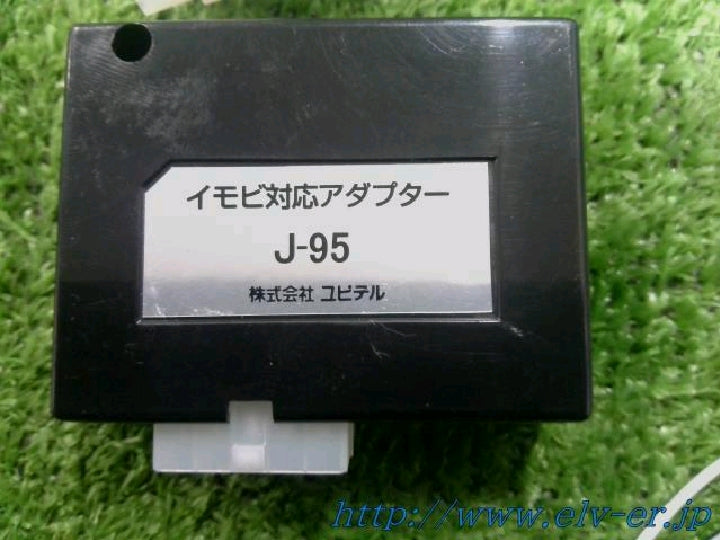 イモビ対応アダプター
J-95
株式会社 ユピテル
http://www.elv-er.jp